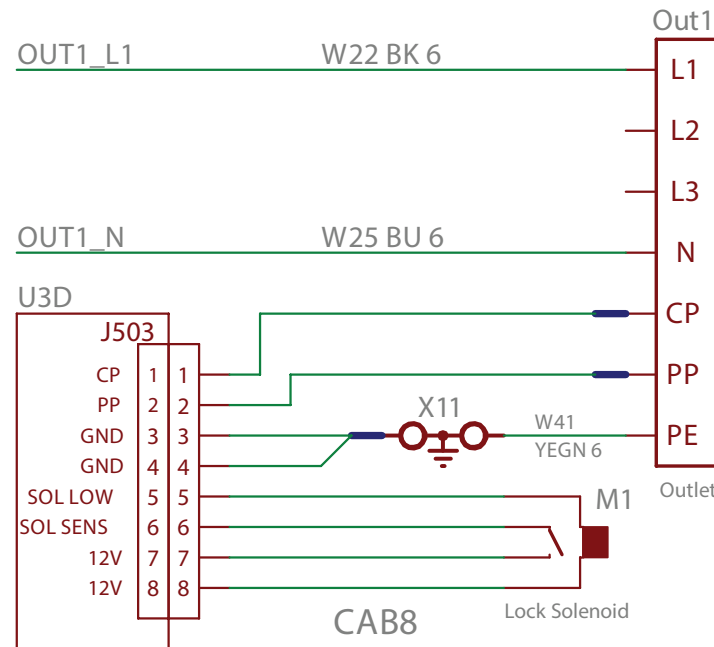 Out1
OUT1_L1 W22 BK 6 L1
L2
L3
OUT1_N W25 BU 6 N
U3D
CP
J503
CP 1 1
PP
PP 2 2
X11
GND 3 3 W41 PE
YEGN 6
GND 4 4
Outlet
SOL LOW 5 5 M1
SOL SENS 6 6
12V 7 7
12V 8 8
Lock Solenoid
CAB8